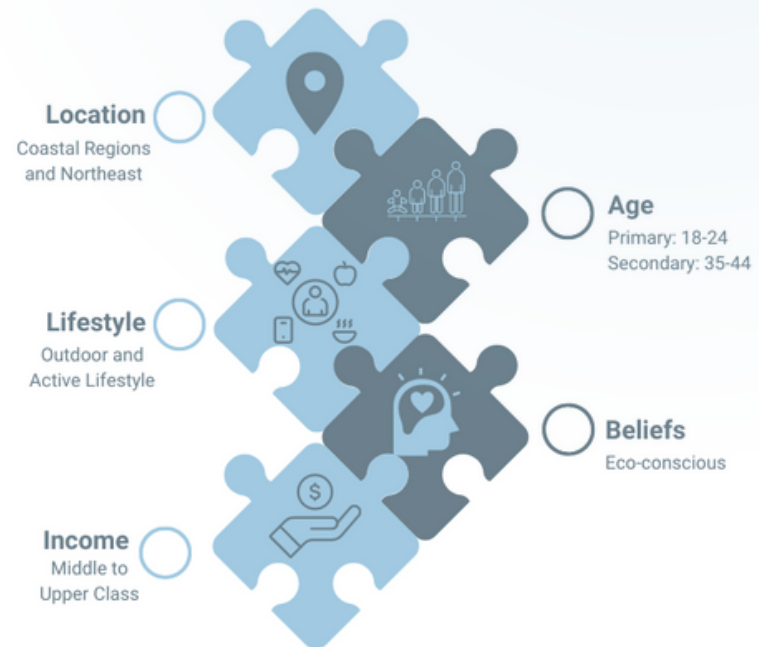 Location
Coastal Regions
and Northeast
Age
Primary: 18-24
Secondary: 35-44
Lifestyle
Outdoor and
Active Lifestyle
Beliefs
Eco-conscious
$
Income
Middle to
Upper Class